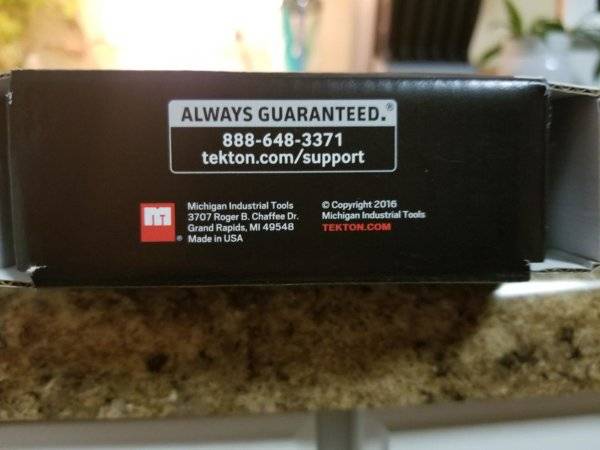 ALWAYS GUARANTEED.®
888-648-3371
tekton.com/support
Michigan Industrial Tools
3707 Roger B. Chaffee Dr.
Grand Rapids, MI 49548
Made in USA
m®
© Copyright 2016
Michigan Industrial Tools
TEKTON.COM